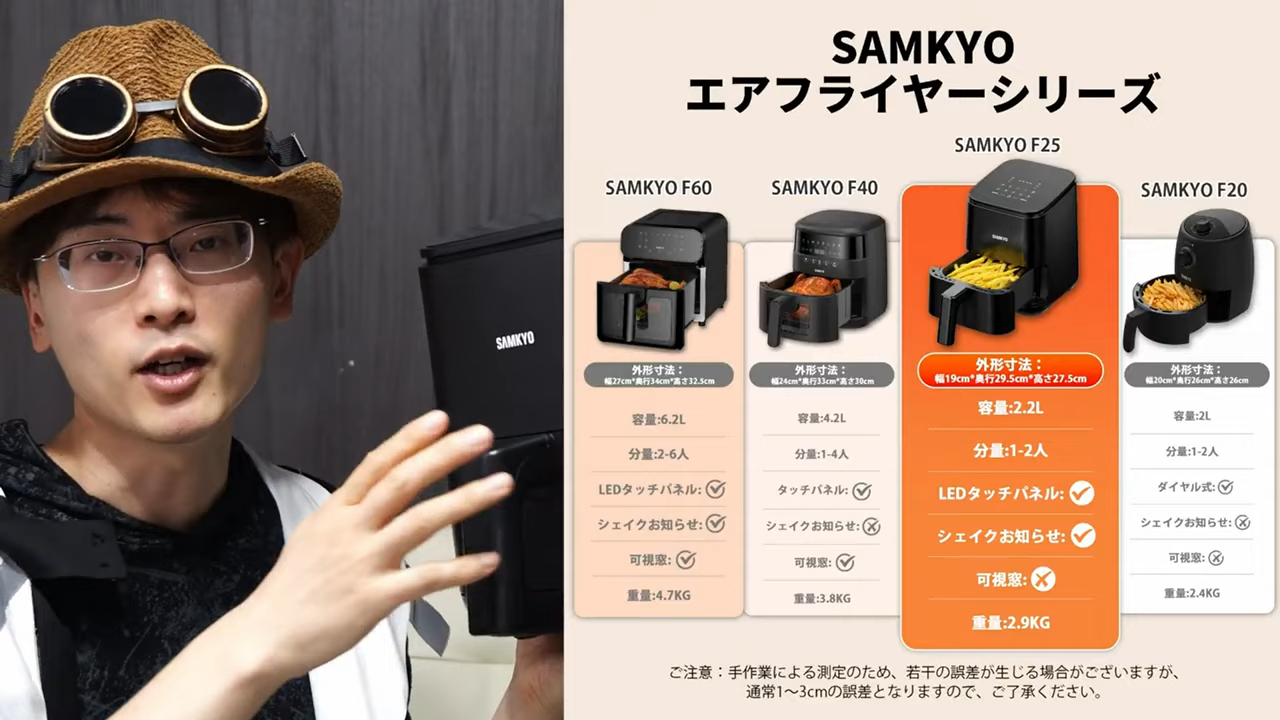 SAMKYO
SAMKYO
エアフライヤーシリーズ
SAMKYO F60
外形寸法：
幅27cm*奥行34cm*高さ32.5cm
容量:6.2L
分量:2-6人
LEDタッチパネル:
シェイクお知らせ:
可視窓:
重量:4.7KG
SAMKYO F40
外形寸法：
幅24cm*奥行33cm*高さ30cm
容量:4.2L
分量:1-4人
タッチパネル:
シェイクお知らせ:
可視窓:
重量:3.8KG
SAMKYO F25
SAMKYO
外形寸法：
幅19cm*奥行29.5cm*高さ27.5cm
容量:2.2L
分量:1-2人
LEDタッチパネル:
シェイクお知らせ:
可視窓:
重量:2.9KG
SAMKYO F20
外形寸法：
幅20cm*奥行26cm*高さ26cm
容量:2L
分量:1-2人
ダイヤル式:
シェイクお知らせ:
可視窓:
重量:2.4KG
ご注意：手作業による測定のため、若干の誤差が生じる場合がございますが、
通常1〜3cmの誤差となりますので、ご了承ください。